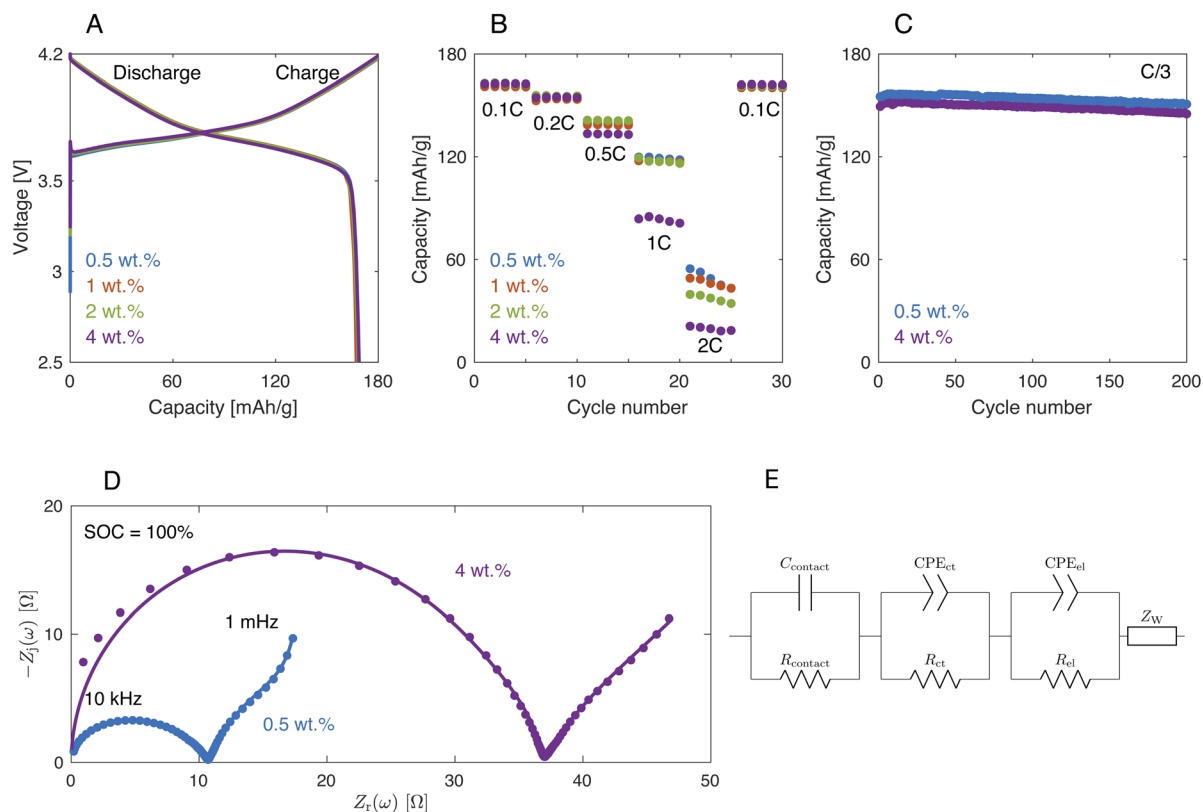 A
4.2
Discharge
Charge
3.5
3
2.5
Voltage [V]
0.5 wt.%
1 wt.%
2 wt.%
4 wt.%
0
60
120
180
Capacity [mAh/g]
B
180
120
60
0
Capacity [mAh/g]
0.1C
0.2C
0.5C
1C
2C
0.1C
0.5 wt.%
1 wt.%
2 wt.%
4 wt.%
0
10
20
30
Cycle number
C
180
120
60
0
Capacity [mAh/g]
C/3
0.5 wt.%
4 wt.%
0
50
100
150
200
Cycle number
D
20
10
0
−Zj(ω) [Ω]
SOC = 100%
4 wt.%
1 mHz
10 kHz
0.5 wt.%
0
10
20
30
40
50
Zr(ω) [Ω]
E
Ccontact
CPEct
CPEel
ZW
Rcontact
Rct
Rel